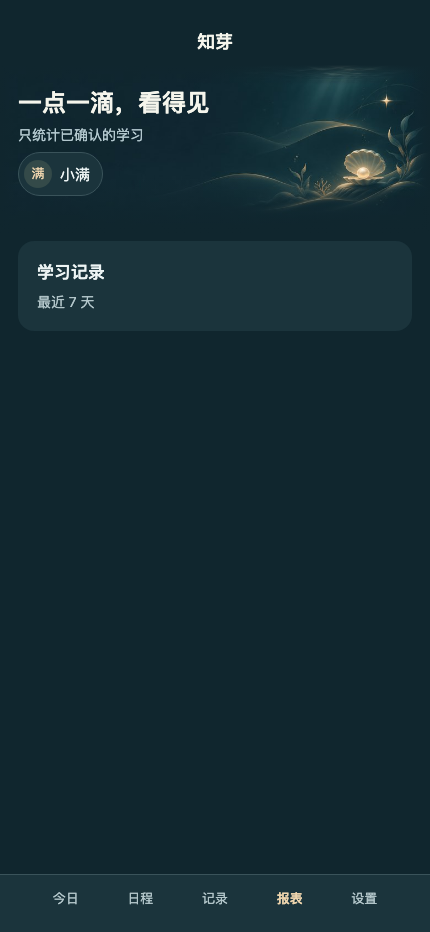 知芽
一点一滴，看得见
只统计已确认的学习
满 小满
学习记录
最近 7 天
今日 日程 记录 报表 设置